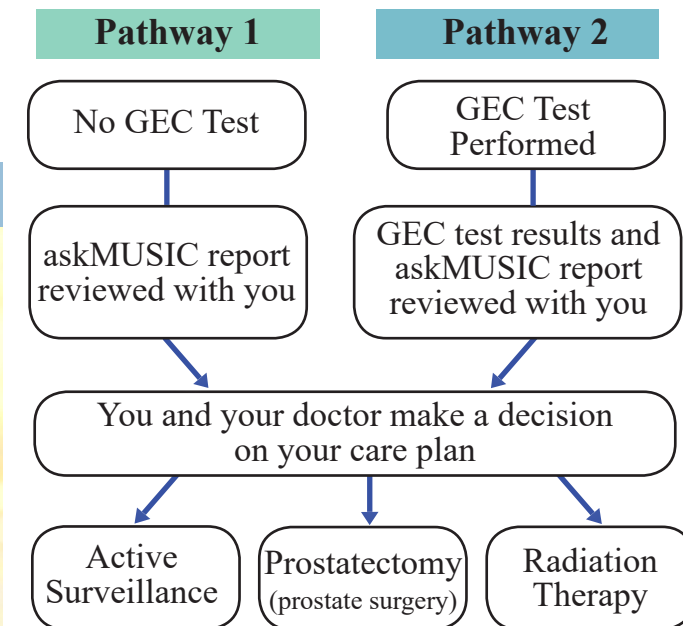 Pathway 1
Pathway 2
No GEC Test
GEC Test
Performed
askMUSIC report
reviewed with you
GEC test results and
askMUSIC report
reviewed with you
You and your doctor make a decision
on your care plan
Active
Surveillance
Prostatectomy
(prostate surgery)
Radiation
Therapy